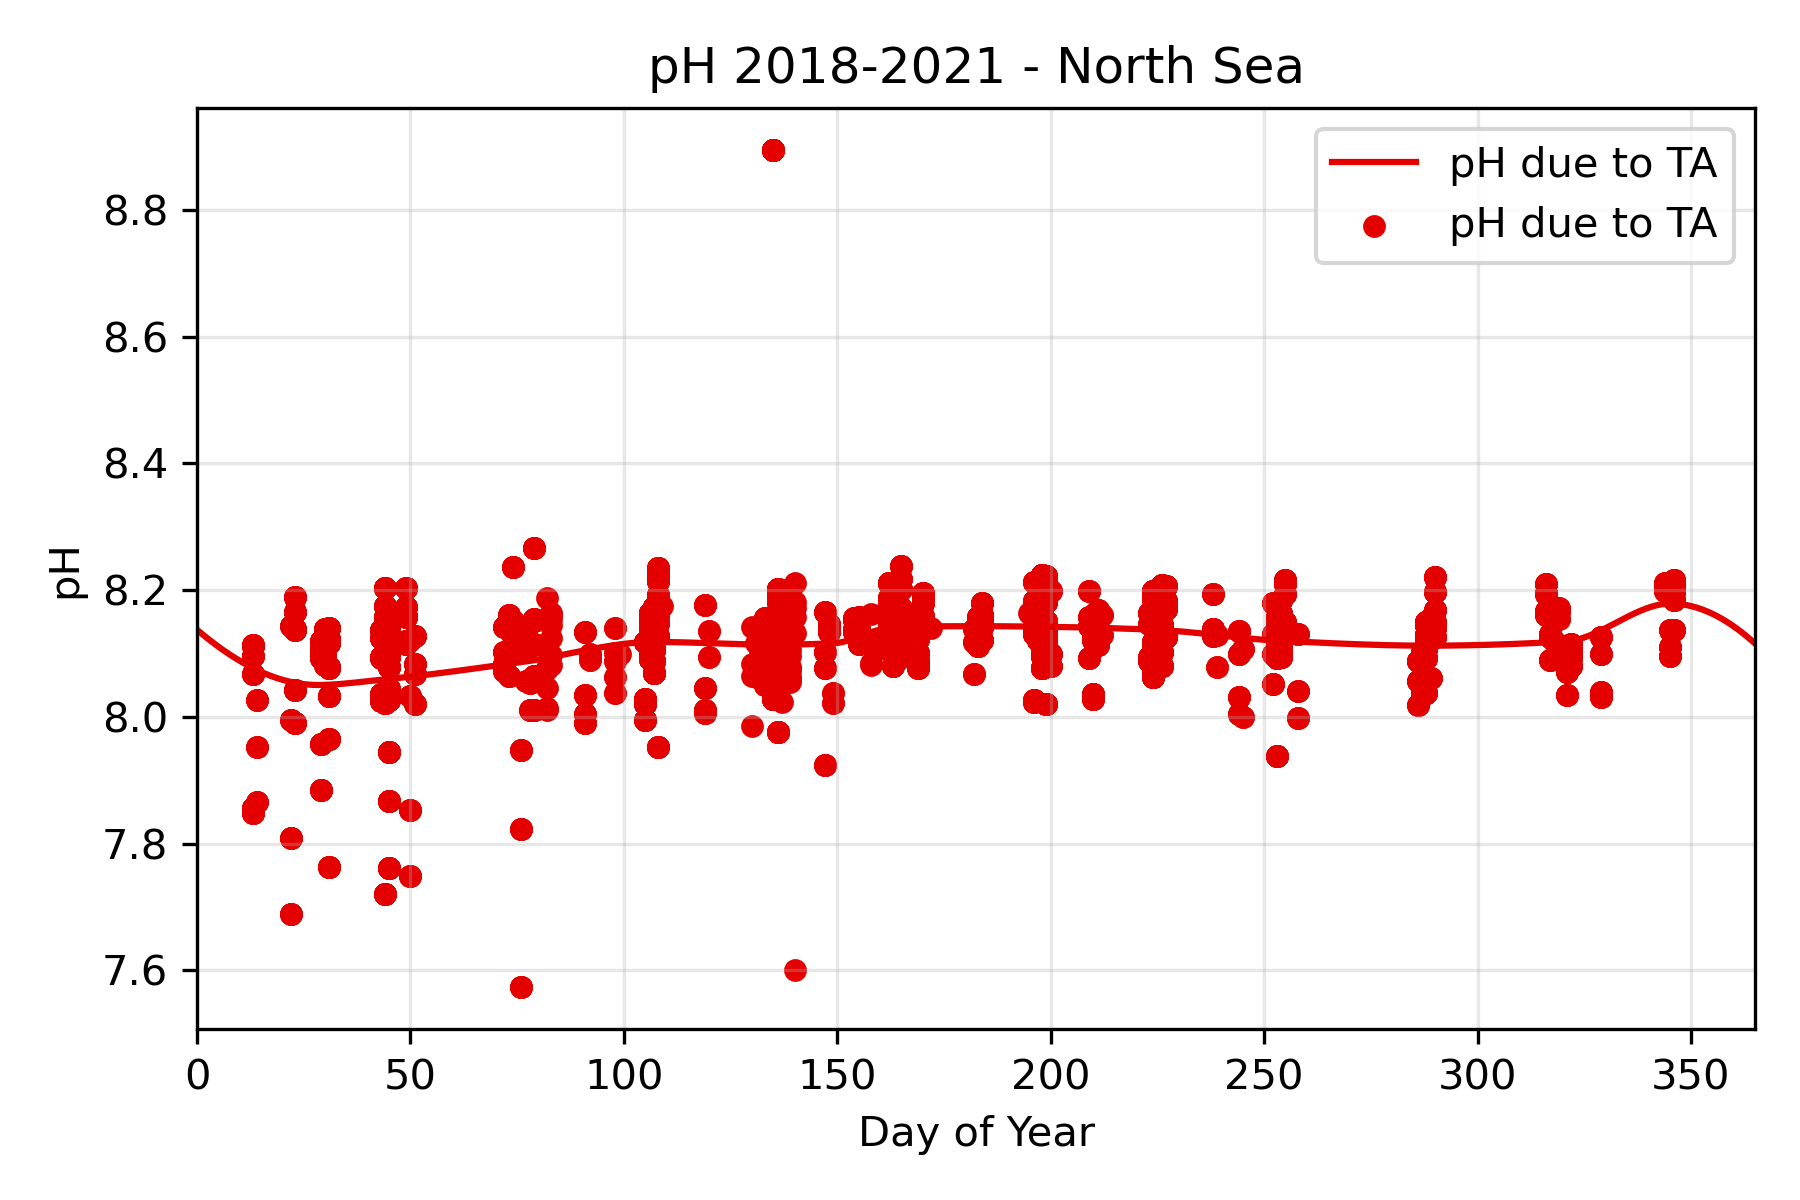 pH 2018-2021 - North Sea
pH due to TA
pH due to TA
8.8
8.6
8.4
8.2
8.0
7.8
7.6
pH
0 50 100 150 200 250 300 350
Day of Year